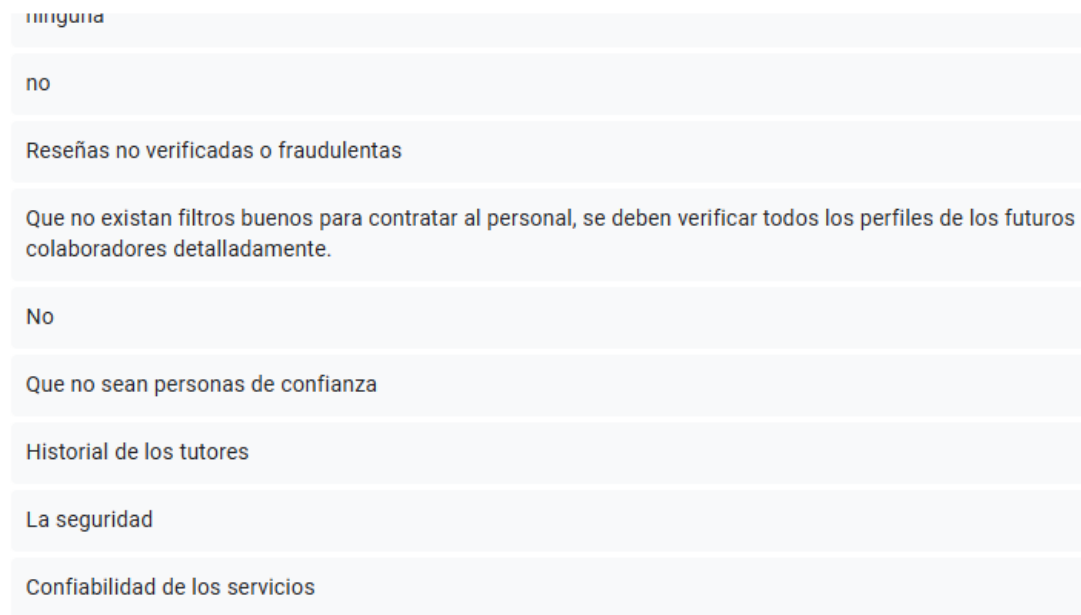 ninguna
no
Reseñas no verificadas o fraudulentas
Que no existan filtros buenos para contratar al personal, se deben verificar todos los perfiles de los futuros
colaboradores detalladamente.
No
Que no sean personas de confianza
Historial de los tutores
La seguridad
Confiabilidad de los servicios